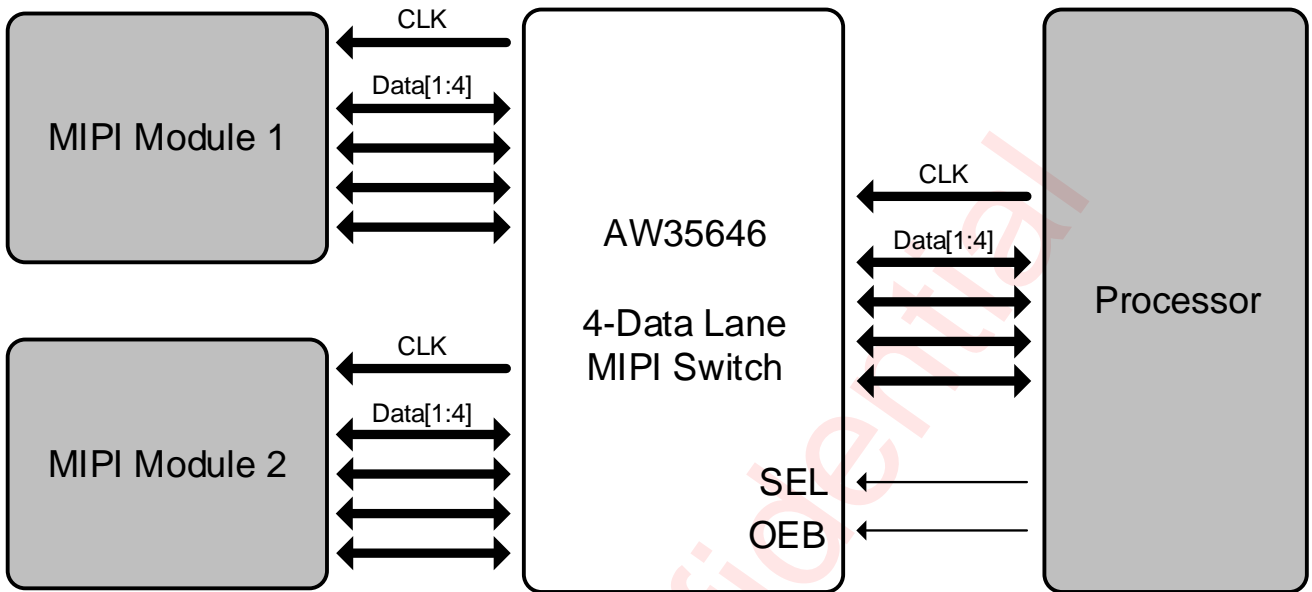 CLK
Data[1:4]
MIPI Module 1
CLK
Data[1:4]
MIPI Module 2
AW35646
4-Data Lane
MIPI Switch
SEL
OEB
CLK
Data[1:4]
Processor